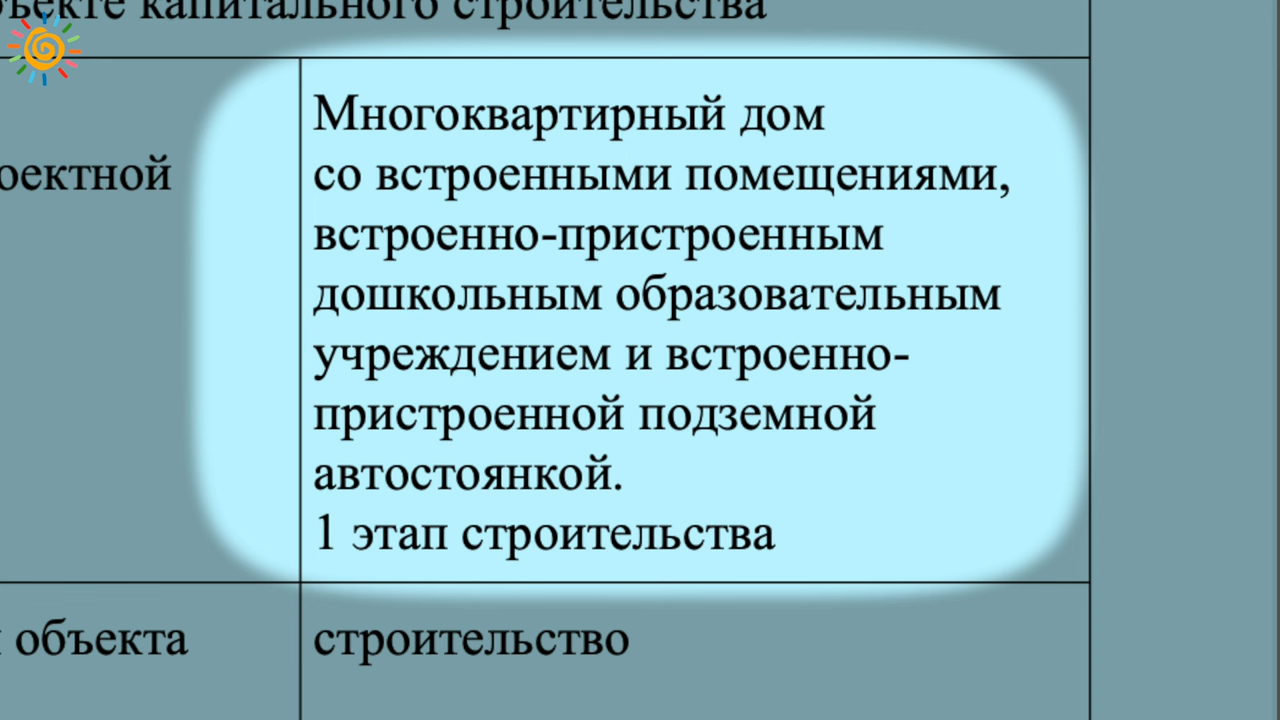 объекте капитального строительства
Многоквартирный дом
со встроенными помещениями,
оектной
встроенно-пристроенным
дошкольным образовательным
учреждением и встроенно-
пристроенной подземной
автостоянкой.
1 этап строительства
объекта строительство